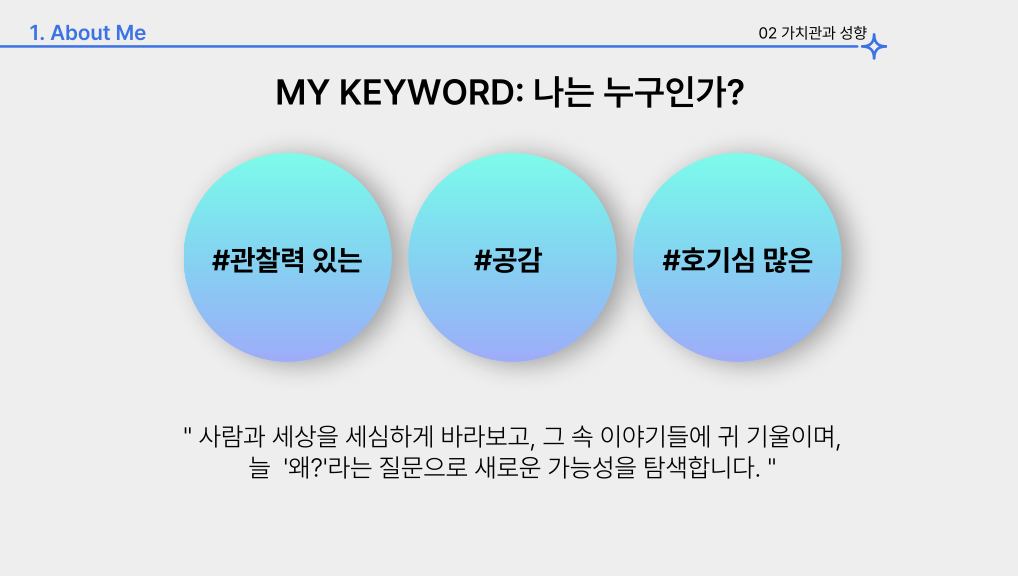 1. About Me
02 가치관과 성향
MY KEYWORD: 나는 누구인가?
#관찰력 있는
#공감
#호기심 많은
" 사람과 세상을 세심하게 바라보고, 그 속 이야기들에 귀 기울이며,
늘  '왜?'라는 질문으로 새로운 가능성을 탐색합니다. "